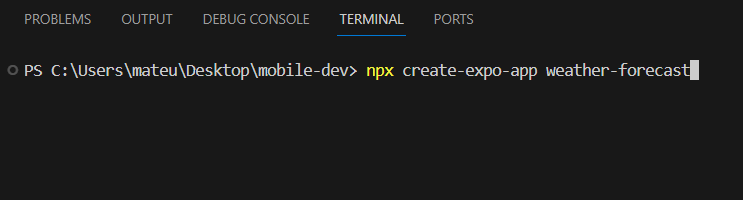 PROBLEMS OUTPUT DEBUG CONSOLE TERMINAL PORTS
PS C:\Users\mateu\Desktop\mobile-dev> npx create-expo-app weather-forecast